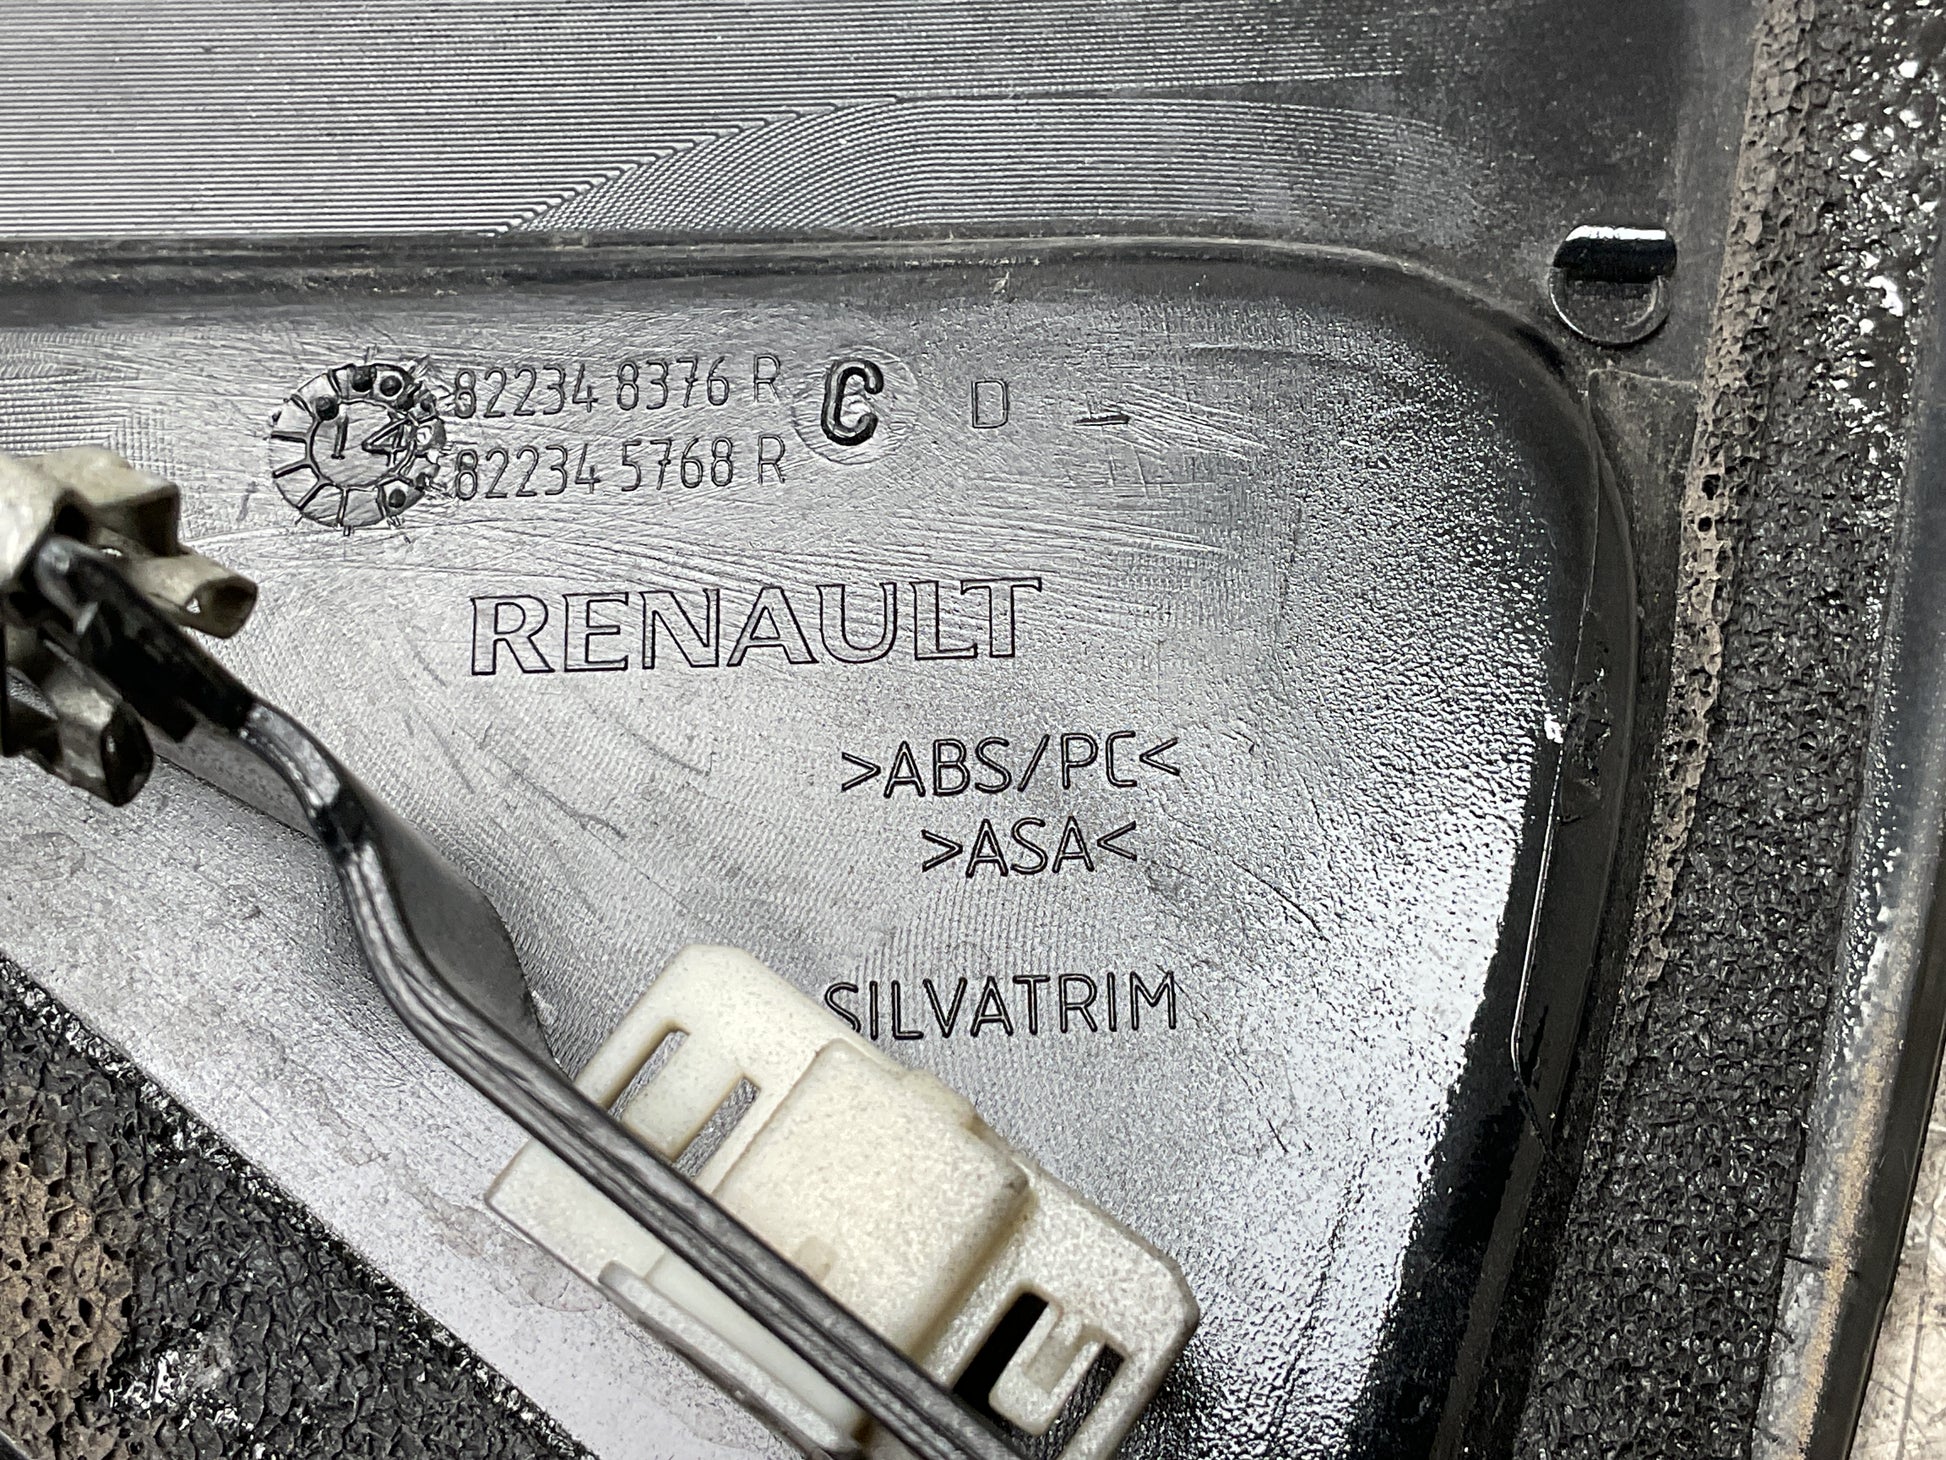 82234 8376 R C D –
82234 5768 R
14
RENAULT
>ABS/PC<
>ASA<
SILVATRIM